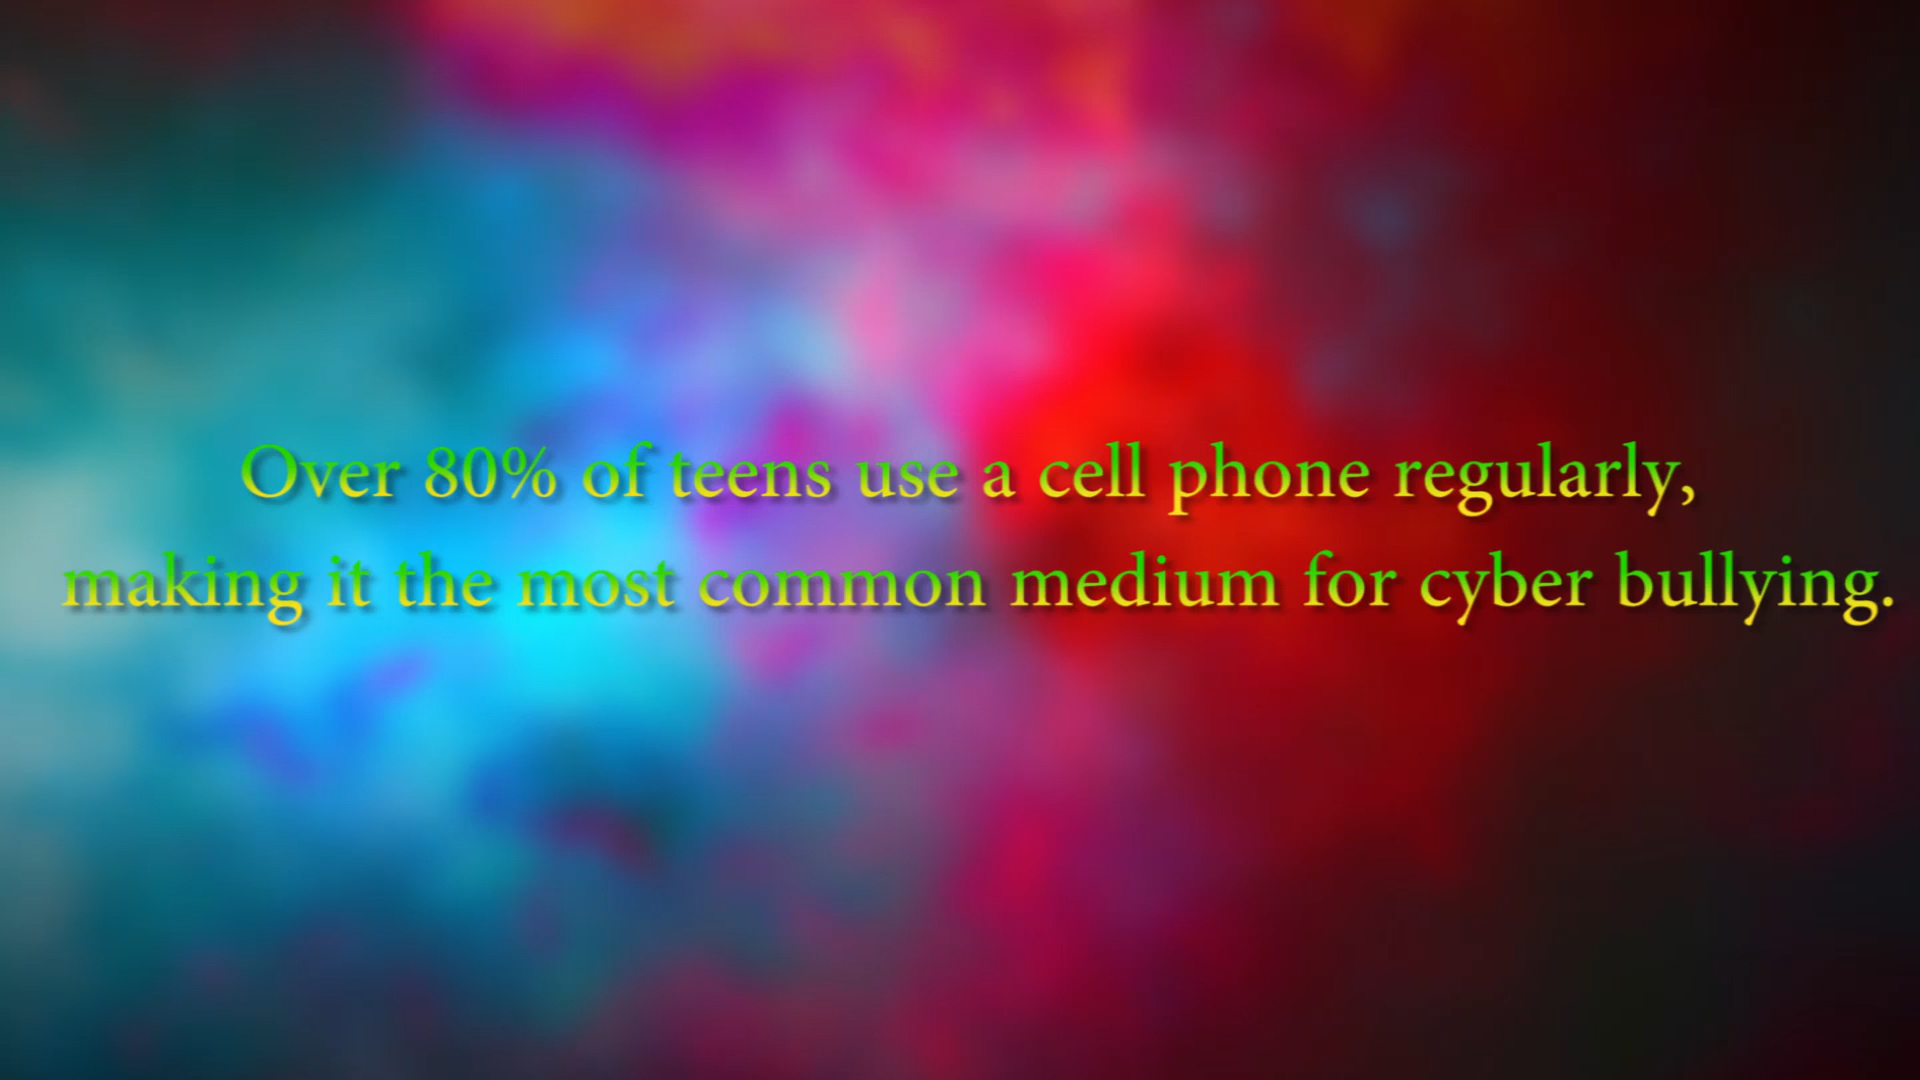 Over 80% of teens use a cell phone regularly,
making it the most common medium for cyber bullying.